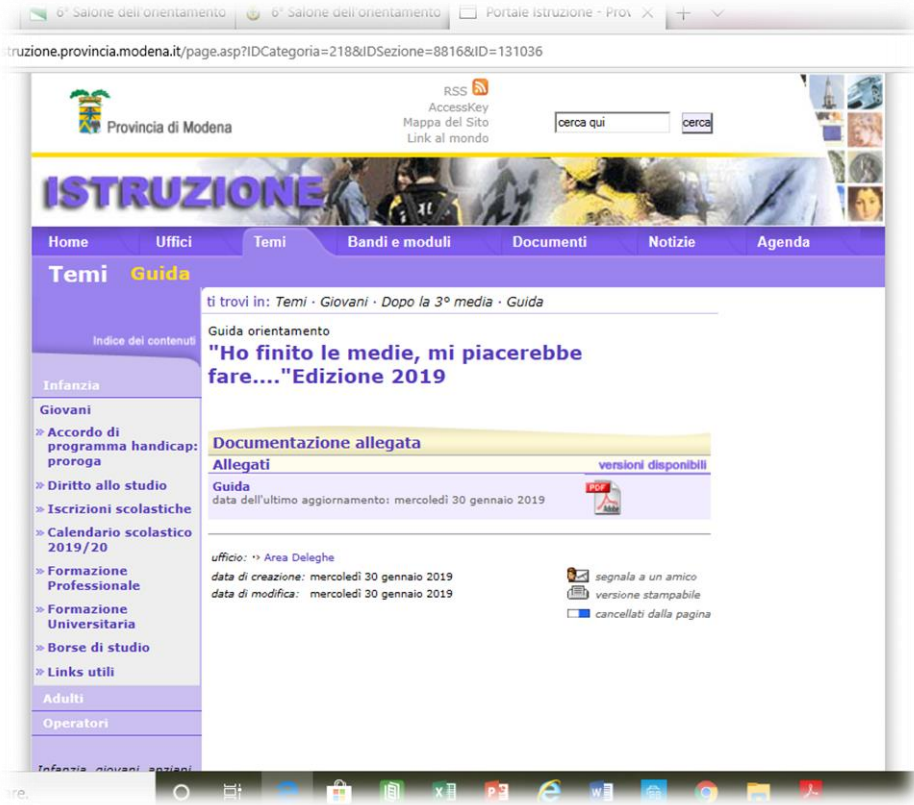 6° Salone dell'orientamento
6° Salone dell'orientamento
Portale Istruzione - Prov
truzione.provincia.modena.it/page.asp?IDCategoria=218&IDSezione=8816&ID=131036
Provincia di Modena
RSS
AccessKey
Mappa del Sito
Link al mondo
cerca qui
cerca
ISTRUZIONE
Home
Uffici
Temi
Bandi e moduli
Documenti
Notizie
Agenda
Temi Guida
ti trovi in: Temi · Giovani · Dopo la 3° media · Guida
Indice dei contenuti
Infanzia
Giovani
» Accordo di
programma handicap:
proroga
» Diritto allo studio
» Iscrizioni scolastiche
» Calendario scolastico
2019/20
» Formazione
Professionale
» Formazione
Universitaria
» Borse di studio
» Links utili
Adulti
Operatori
Infanzia giovani anziani
Guida orientamento
"Ho finito le medie, mi piacerebbe
fare...."Edizione 2019
Documentazione allegata
Allegati
versioni disponibili
Guida
data dell'ultimo aggiornamento: mercoledì 30 gennaio 2019
PDF
Adobe
ufficio: Area Deleghe
data di creazione: mercoledì 30 gennaio 2019
data di modifica: mercoledì 30 gennaio 2019
segnala a un amico
versione stampabile
cancellati dalla pagina
re.